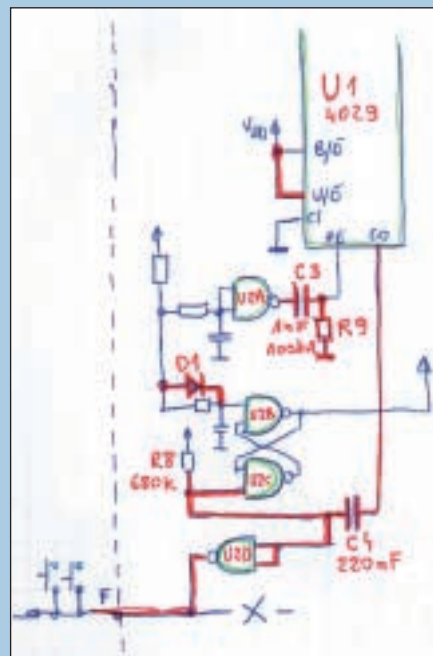 U1
4029
VDD
B/D
U/D
CI
PE
CO
U2A
C3
1nF
100kΩ
R9
D1
U2B
R8
680k
U2C
U2D
C4
220nF
F
- X -